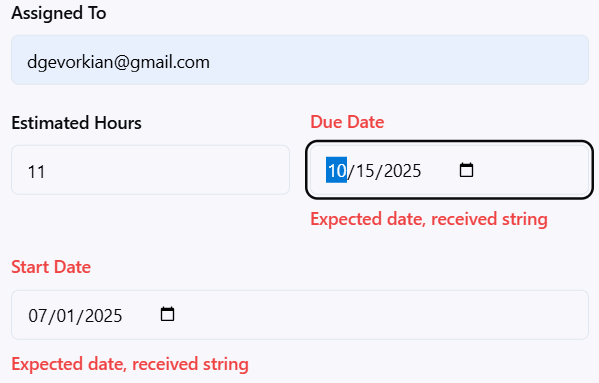 Assigned To
dgevorkian@gmail.com
Estimated Hours
11
Due Date
10/15/2025
Expected date, received string
Start Date
07/01/2025
Expected date, received string